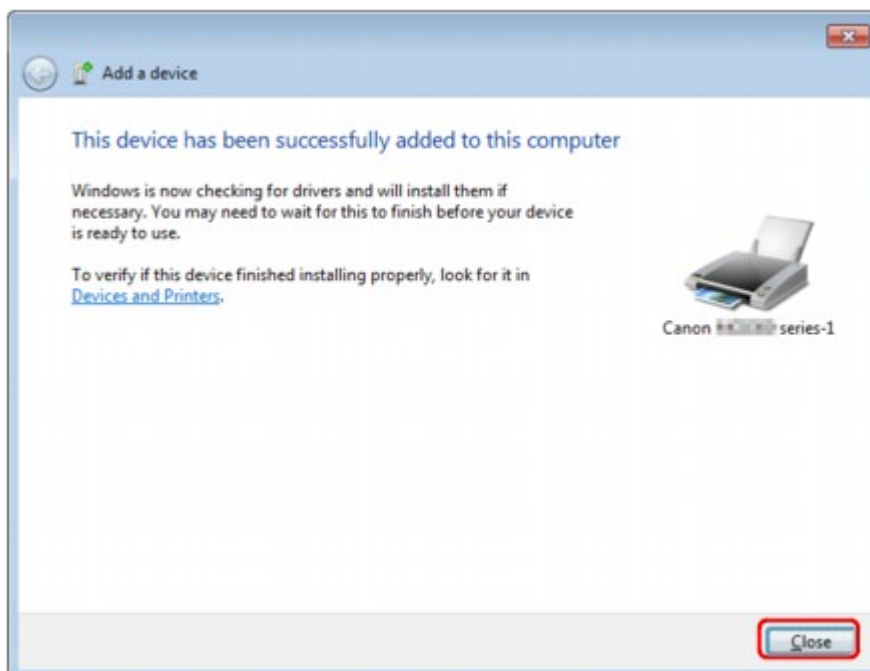 Add a device
This device has been successfully added to this computer
Windows is now checking for drivers and will install them if
necessary. You may need to wait for this to finish before your device
is ready to use.
To verify if this device finished installing properly, look for it in
Devices and Printers.
Canon series-1
Close